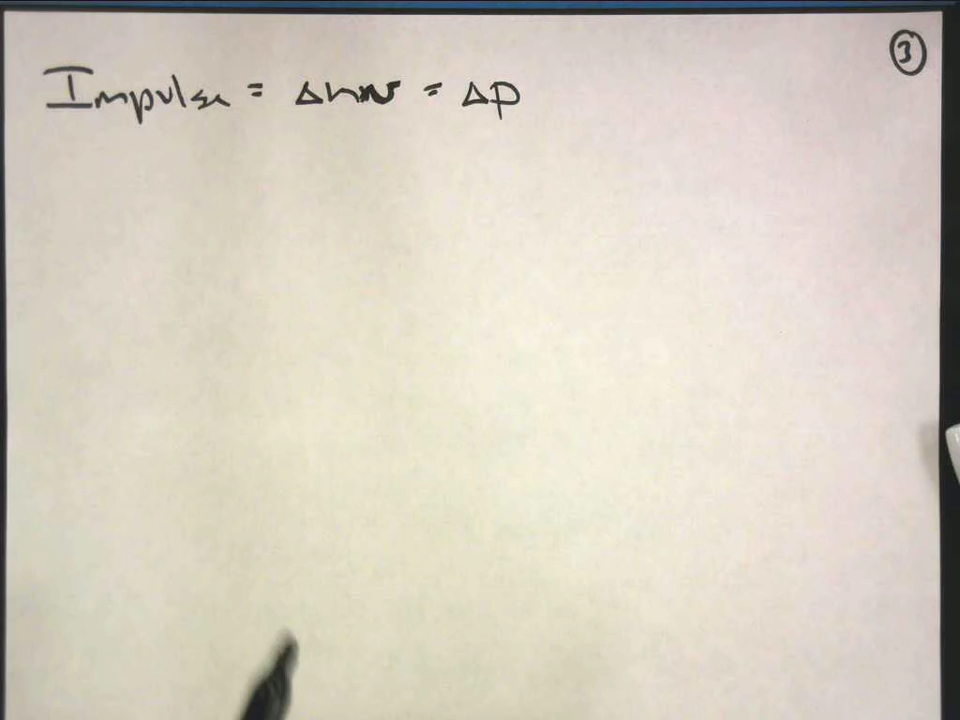 ③
Impulse = Δmv = Δp